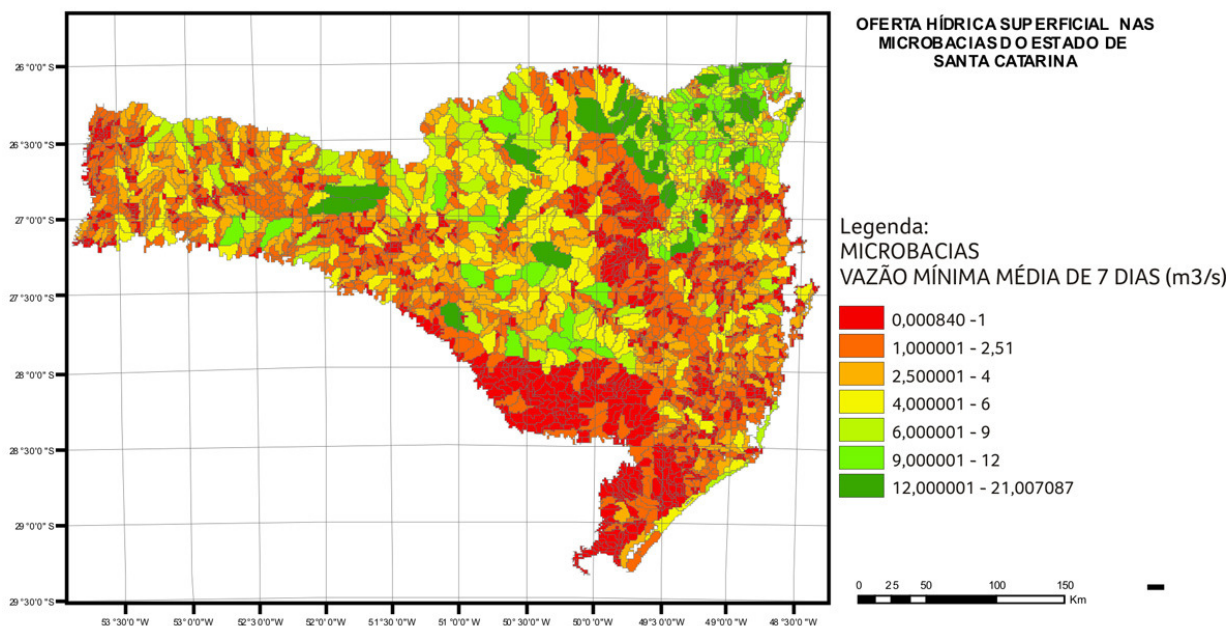 OFERTA HÍDRICA SUPERFICIAL NAS
MICROBACIAS DO ESTADO DE
SANTA CATARINA
26°0'0"S
26°30'0"S
27°0'0"S
27°30'0"S
28°0'0"S
28°30'0"S
29°0'0"S
29°30'0"S
53°30'0"W
53°0'0"W
52°30'0"W
52°0'0"W
51°30'0"W
51°0'0"W
50°30'0"W
50°0'0"W
49°30'0"W
49°0'0"W
48°30'0"W
Legenda:
MICROBACIAS
VAZÃO MÍNIMA MÉDIA DE 7 DIAS (m3/s)
0,000840 -1
1,000001 - 2,51
2,500001 - 4
4,000001 - 6
6,000001 - 9
9,000001 - 12
12,000001 - 21,007087
0 25 50 100 150
Km